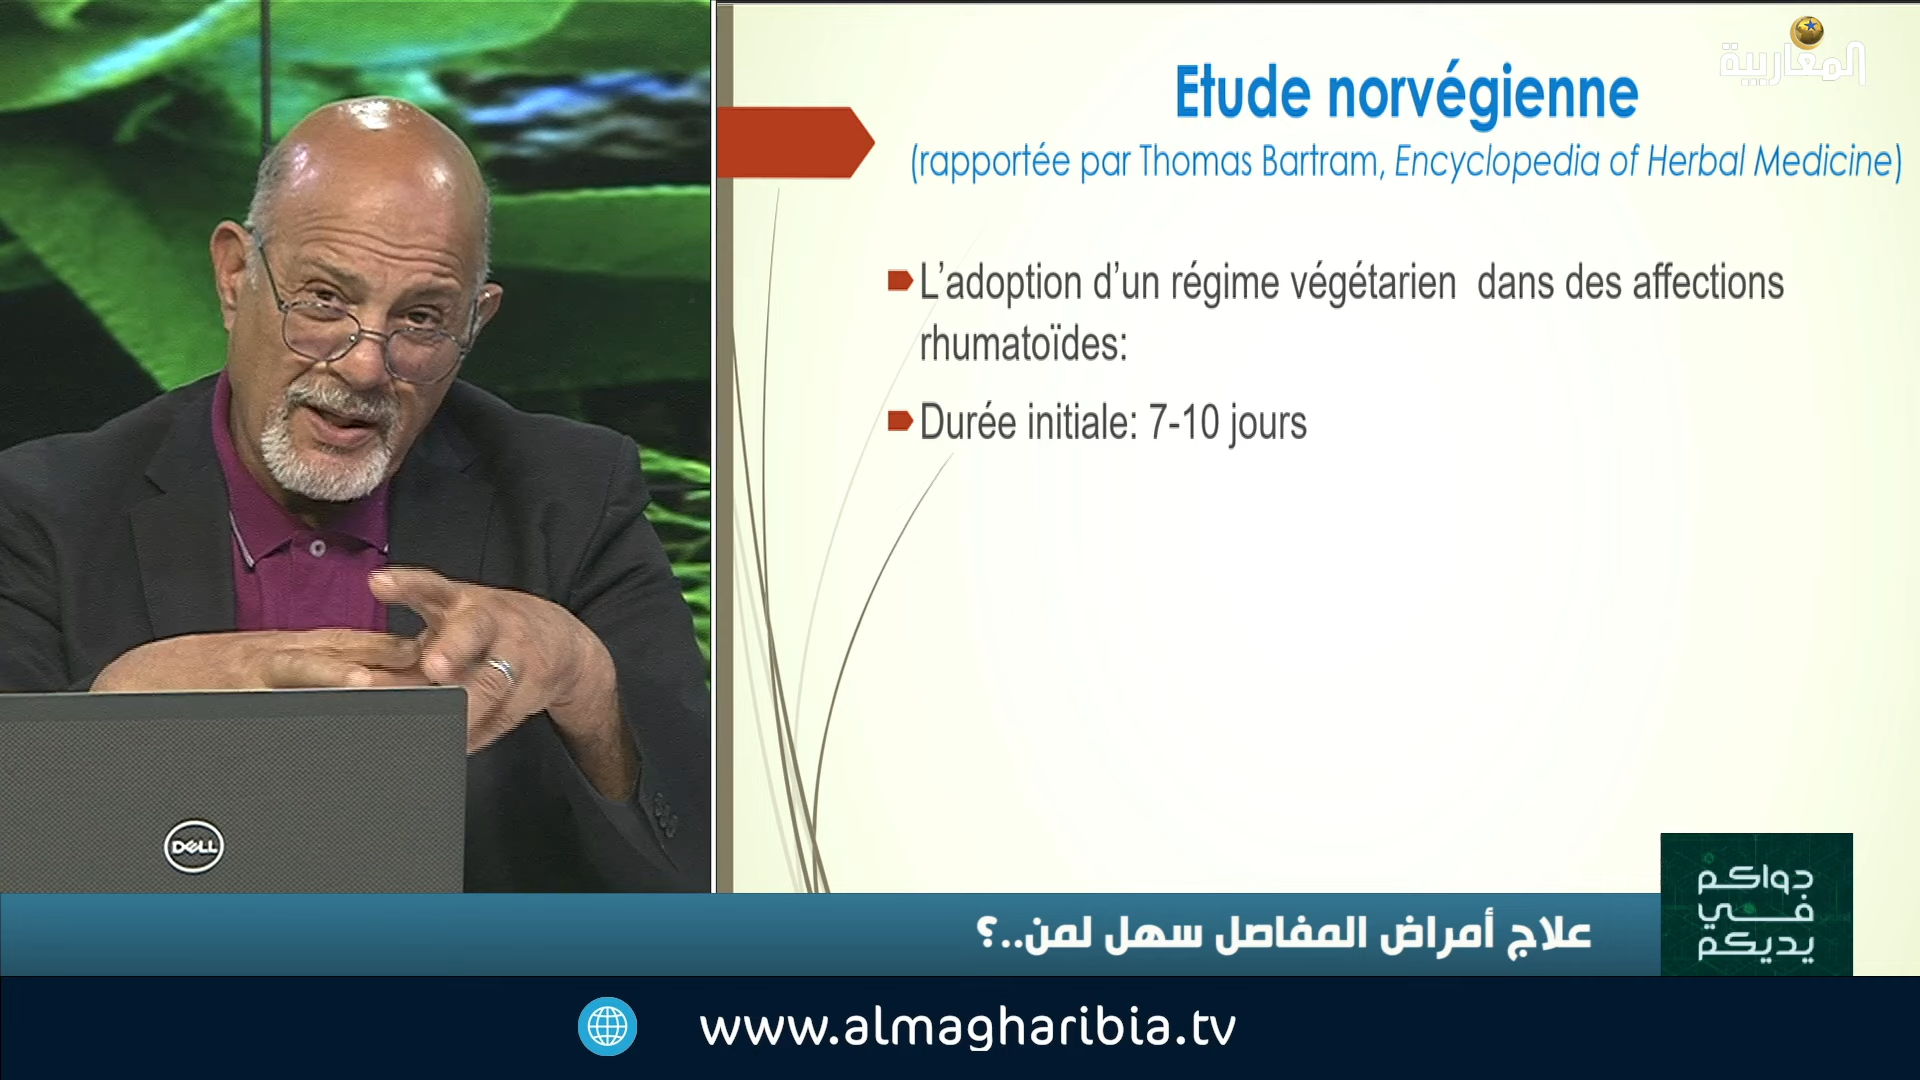 المغاربية
Etude norvégienne
(rapportée par Thomas Bartram, Encyclopedia of Herbal Medicine)
L’adoption d’un régime végétarien dans des affections
rhumatoïdes:
Durée initiale: 7-10 jours
DELL
دواكم
في
يديكم
علاج أمراض المفاصل سهل لمن..؟
www.almagharibia.tv